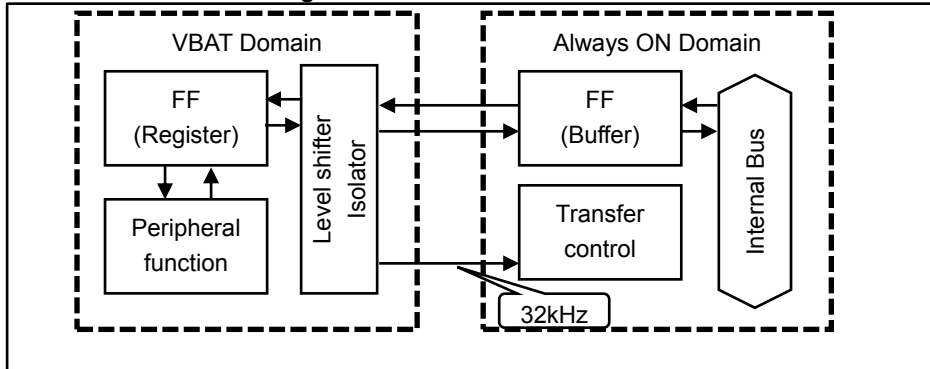 VBAT Domain
FF
(Register)
Peripheral
function
Level shifter
Isolator
Always ON Domain
FF
(Buffer)
Transfer
control
Internal Bus
32kHz